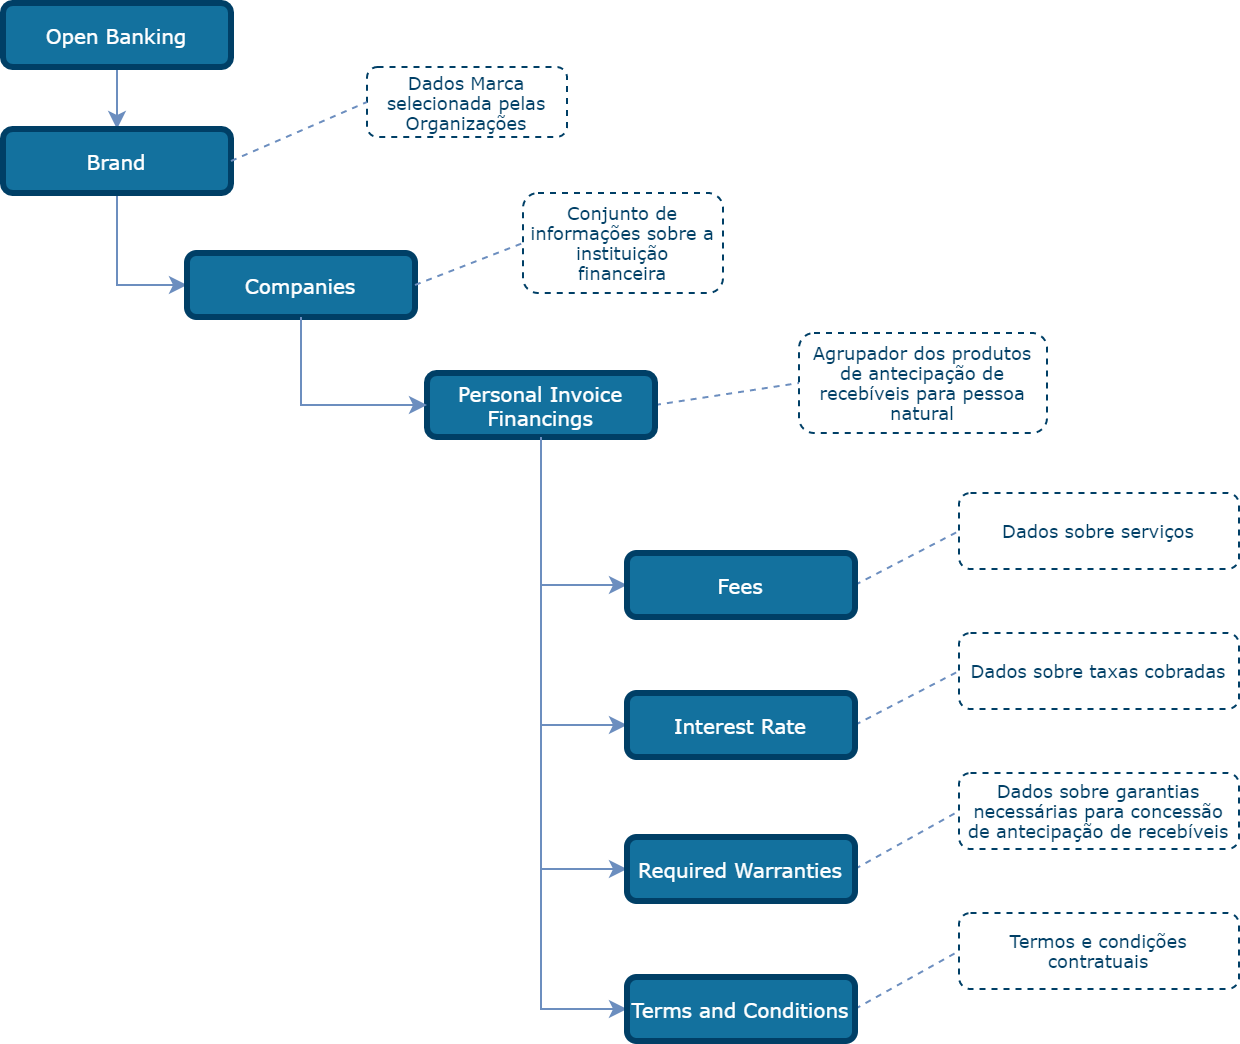 Open Banking
Dados Marca
selecionada pelas
Organizações
Brand
Conjunto de
informações sobre a
instituição
financeira
Companies
Agrupador dos produtos
de antecipação de
recebíveis para pessoa
natural
Personal Invoice
Financings
Dados sobre serviços
Fees
Dados sobre taxas cobradas
Interest Rate
Dados sobre garantias
necessárias para concessão
de antecipação de recebíveis
Required Warranties
Termos e condições
contratuais
Terms and Conditions